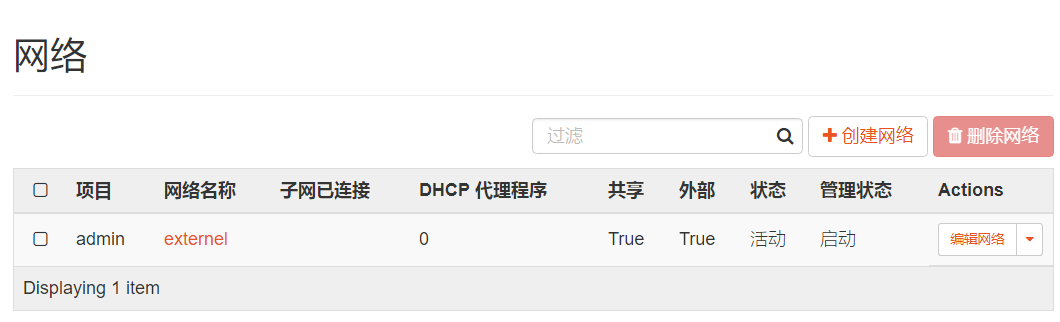 网络
过滤 创建网络 删除网络
项目 网络名称 子网已连接 DHCP 代理程序 共享 外部 状态 管理状态 Actions
admin externel 0 True True 活动 启动 编辑网络
Displaying 1 item